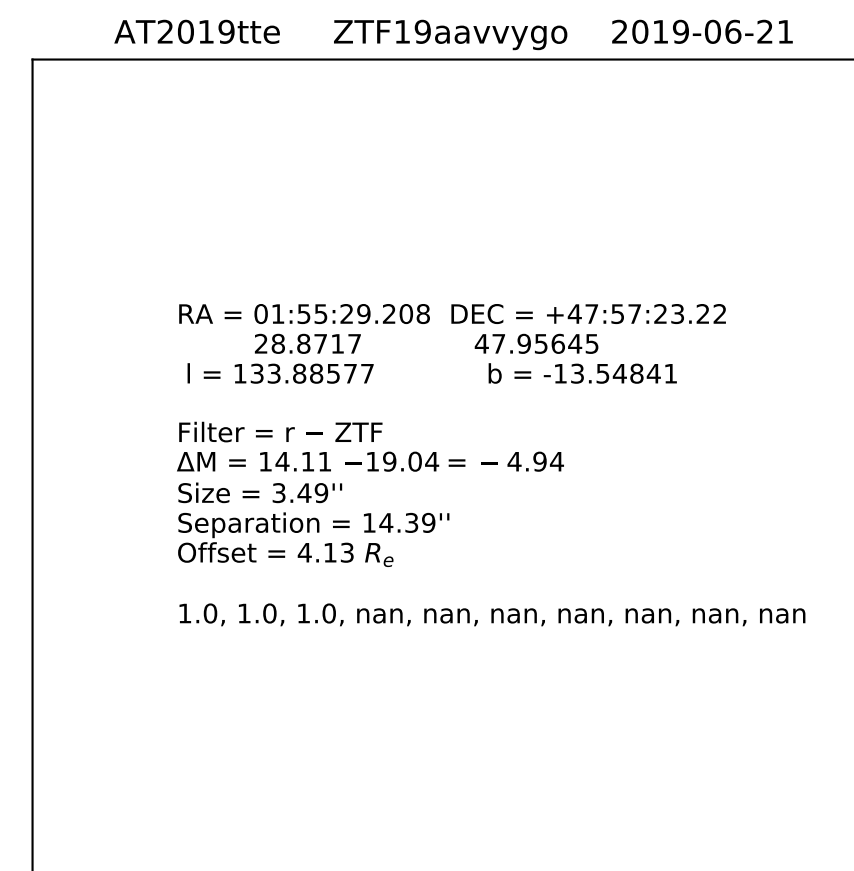 AT2019tte ZTF19aavvygo 2019-06-21
RA = 01:55:29.208 DEC = +47:57:23.22
28.8717 47.95645
l = 133.88577 b = -13.54841
Filter = r − ZTF
ΔM = 14.11 −19.04 = − 4.94
Size = 3.49''
Separation = 14.39''
Offset = 4.13 Re
1.0, 1.0, 1.0, nan, nan, nan, nan, nan, nan, nan